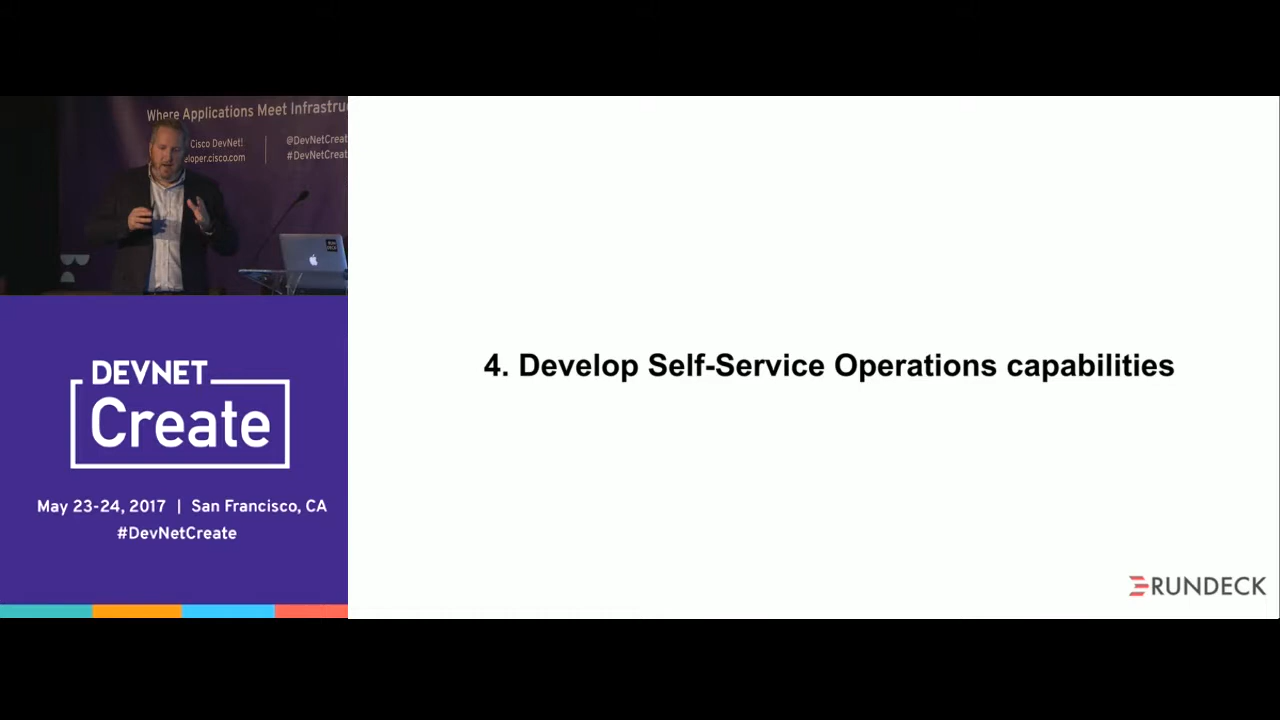 Where Applications Meet Infrastru
Cisco DevNet!
eloper.cisco.com
@DevNetCreat
#DevNetCreat
DEVNET
Create
May 23-24, 2017 | San Francisco, CA
#DevNetCreate
4. Develop Self-Service Operations capabilities
RUNDECK